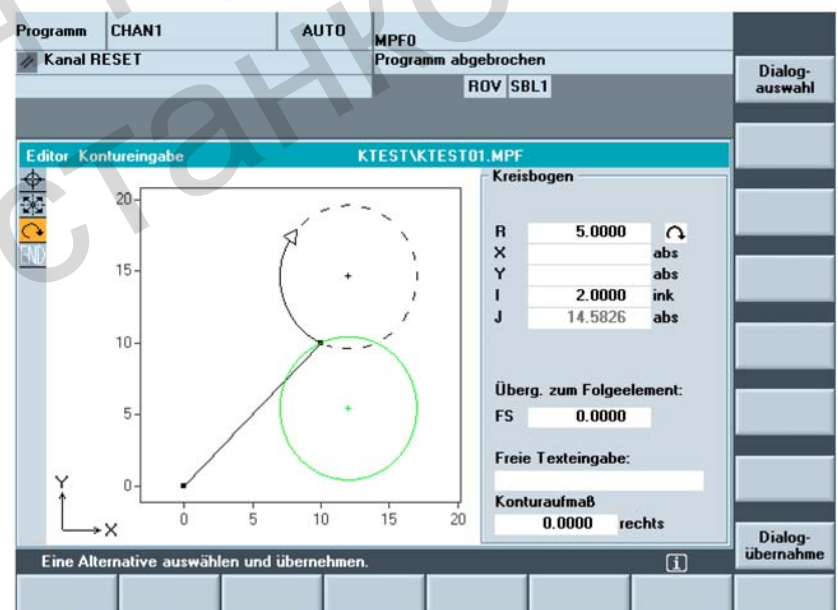 Programm CHAN1 AUTO MPF0
Kanal RESET Programm abgebrochen
ROV SBL1
Dialog-
auswahl
Editor Kontureingabe KTEST\KTEST01.MPF
Kreisbogen
R 5.0000
X abs
Y abs
I 2.0000 ink
J 14.5826 abs
Überg. zum Folgeelement:
FS 0.0000
Freie Texteingabe:
Konturaufmaß
0.0000 rechts
END
20
15
10
5
0
0 5 10 15 20
Y
X
Eine Alternative auswählen und übernehmen.
i
Dialog-
übernahme
станко